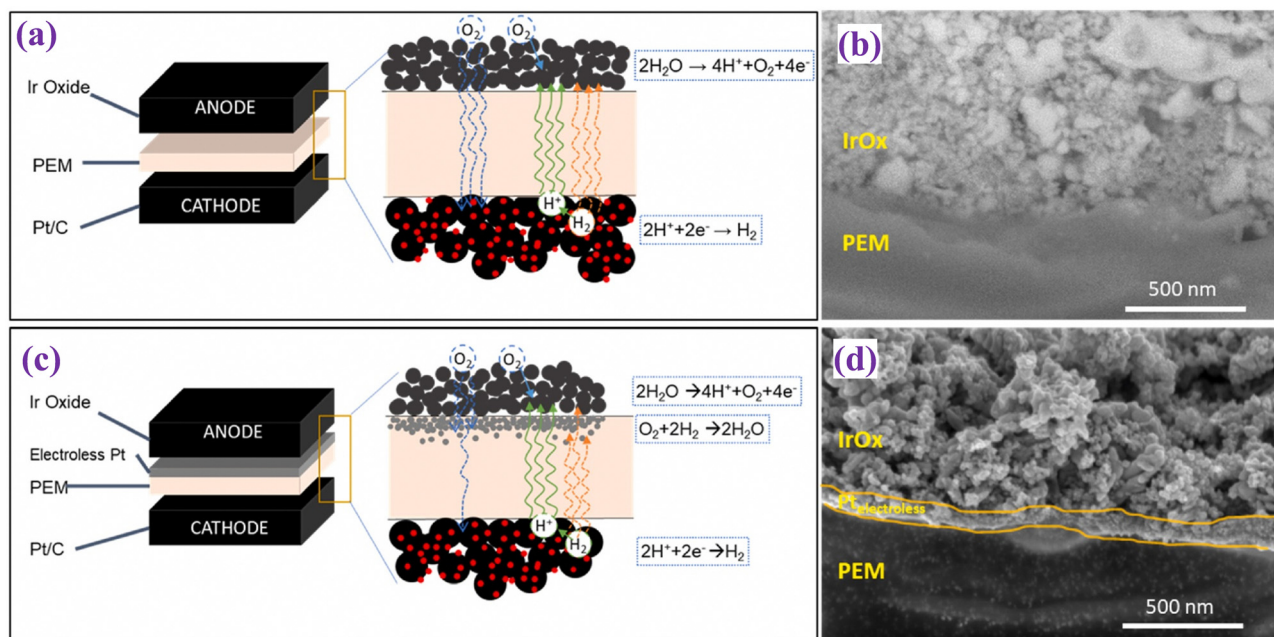 (a)
Ir Oxide
ANODE
PEM
CATHODE
Pt/C
O₂
O₂
2H₂O → 4H⁺+O₂+4e⁻
H⁺
H₂
2H⁺+2e⁻ → H₂
(b)
IrOx
PEM
500 nm
(c)
Ir Oxide
ANODE
Electroless Pt
PEM
CATHODE
Pt/C
O₂
O₂
2H₂O →4H⁺+O₂+4e⁻
O₂+2H₂ →2H₂O
H⁺
H₂
2H⁺+2e⁻→H₂
(d)
IrOx
Pt electroless
PEM
500 nm